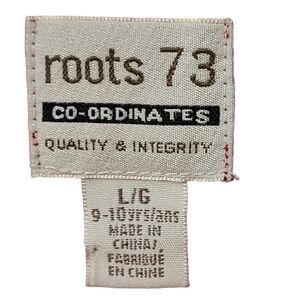 roots 73
CO-ORDINATES
QUALITY & INTEGRITY
L/G
9-10yrs/ans
MADE IN
CHINA/
FABRIQUÉ
EN CHINE